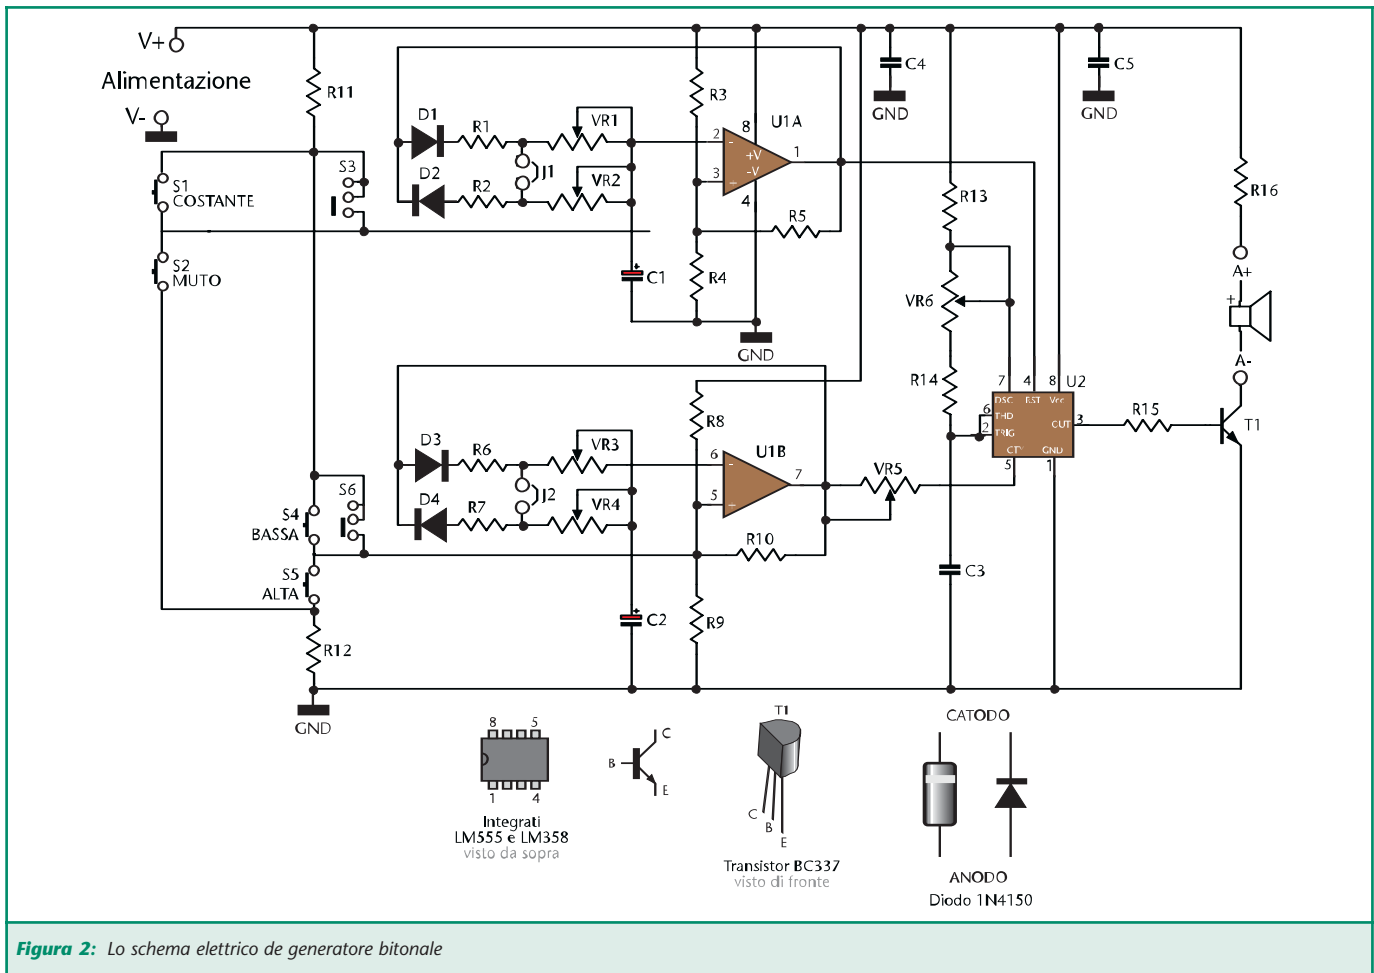 V+
Alimentazione
V-
R11
S3
S1
COSTANTE
S2
MUTO
D1
R1
VR1
J1
D2
R2
VR2
C1
R3
R4
R5
U1A
8
2
-
+V
1
-V
3
+
4
GND
C4
GND
C5
GND
R13
VR6
R14
R16
A+
+
A-
U2
7
4
8
DSC
RST
Vcc
6
THD
2
TRIG
OUT
3
GND
5
1
R15
T1
D3
R6
VR3
J2
D4
R7
VR4
R8
U1B
6
-
7
5
+
VR5
R10
S6
S4
BASSA
S5
ALTA
C2
R9
C3
R12
GND
8
5
1
4
Integrati
LM555 e LM358
visto da sopra
C
B
E
T1
C
B
E
Transistor BC337
visto di fronte
CATODO
ANODO
Diodo 1N4150
Figura 2: Lo schema elettrico de generatore bitonale